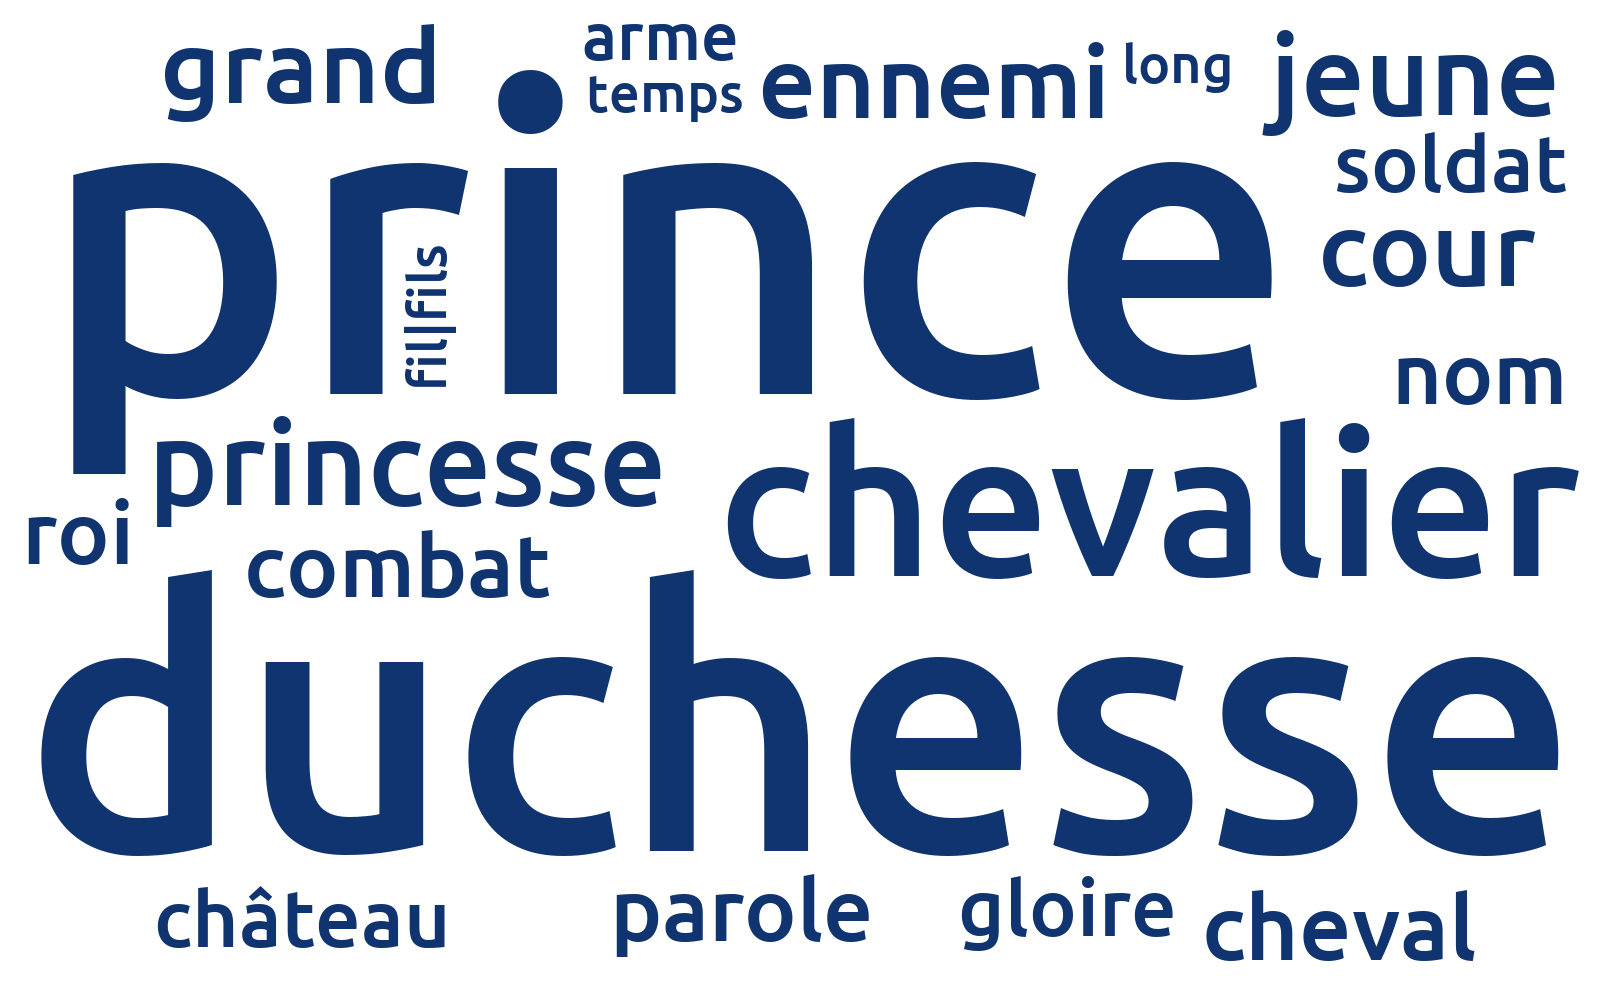 grand
arme
temps
ennemi
long
jeune
soldat
prince
cour
fil|fils
nom
princesse
chevalier
roi
combat
duchesse
château
parole
gloire
cheval